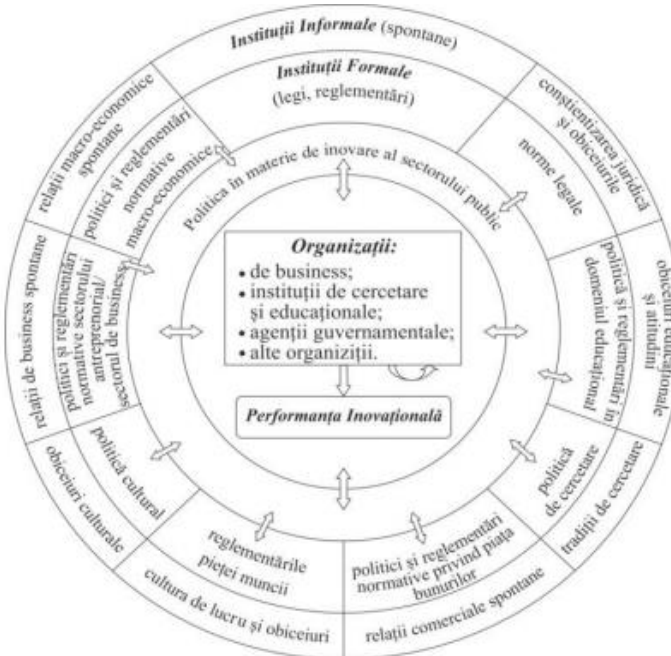 Instituții Informale (spontane)
Instituții Formale
(legi, reglementări)
conștientizarea juridică
și obiceiurile
norme legale
obiceiuri educaționale
și atitudini
politică și reglementări în
domeniul educațional
tradiții de cercetare
politică
de cercetare
relații comerciale spontane
politici și reglementări
normative privind piața
bunurilor
cultura de lucru și obiceiuri
reglementările
pieței muncii
obiceiuri culturale
politică cultural
relații de business spontane
politici și reglementări
normative sectorului
antreprenorial/
sectorul de business
relații macro-economice
spontane
politici și reglementări
normative
macro-economice
Politica în materie de inovare al sectorului public
Organizații:
• de business;
• instituții de cercetare
și educaționale;
• agenții guvernamentale;
• alte organiziții.
Performanța Inovațională